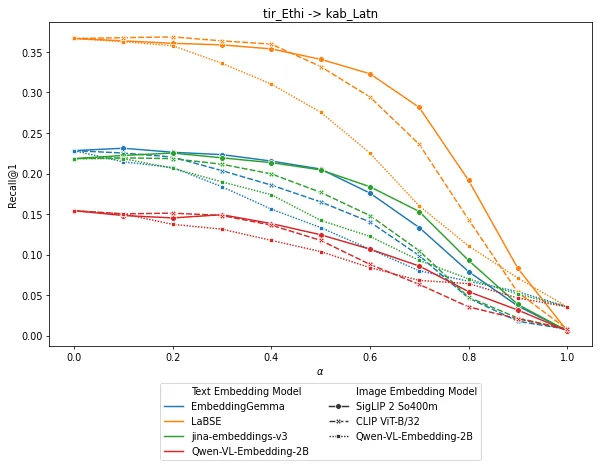 tir_Ethi -> kab_Latn
Recall@1
0.35
0.30
0.25
0.20
0.15
0.10
0.05
0.00
0.0 0.2 0.4 0.6 0.8 1.0
α
Text Embedding Model Image Embedding Model
EmbeddingGemma SigLIP 2 So400m
LaBSE CLIP ViT-B/32
jina-embeddings-v3 Qwen-VL-Embedding-2B
Qwen-VL-Embedding-2B